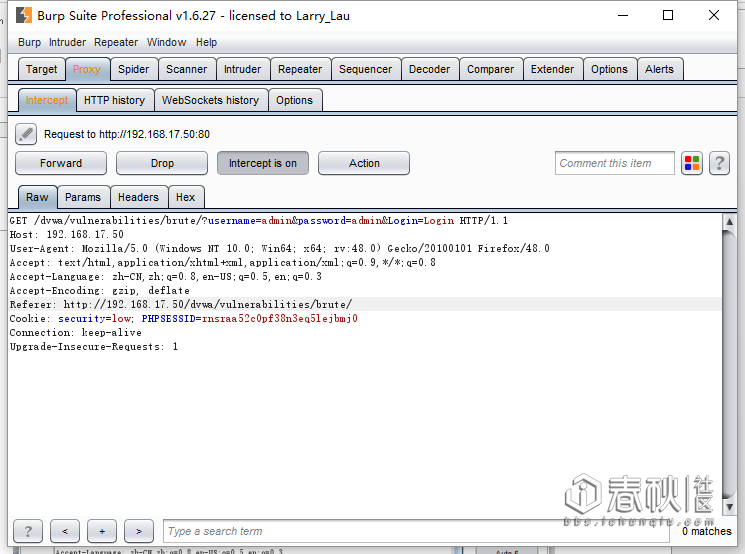 Burp Suite Professional v1.6.27 - licensed to Larry_Lau
Burp Intruder Repeater Window Help
Target Proxy Spider Scanner Intruder Repeater Sequencer Decoder Comparer Extender Options Alerts
Intercept HTTP history WebSockets history Options
Request to http://192.168.17.50:80
Forward Drop Intercept is on Action Comment this item ?
Raw Params Headers Hex
GET /dvwa/vulnerabilities/brute/?username=admin&password=admin&Login=Login HTTP/1.1
Host: 192.168.17.50
User-Agent: Mozilla/5.0 (Windows NT 10.0; Win64; x64; rv:48.0) Gecko/20100101 Firefox/48.0
Accept: text/html,application/xhtml+xml,application/xml;q=0.9,*/*;q=0.8
Accept-Language: zh-CN,zh;q=0.8,en-US;q=0.5,en;q=0.3
Accept-Encoding: gzip, deflate
Referer: http://192.168.17.50/dvwa/vulnerabilities/brute/
Cookie: security=low; PHPSESSID=rnsraa52c0pf38n3eq5lejbmj0
Connection: keep-alive
Upgrade-Insecure-Requests: 1
春秋社区
bbs.ichunqiu.com
? < + > Type a search term 0 matches
Accept-Language: zh-CN,zh;q=0.8,en-US;q=0.5,en;q=0.3